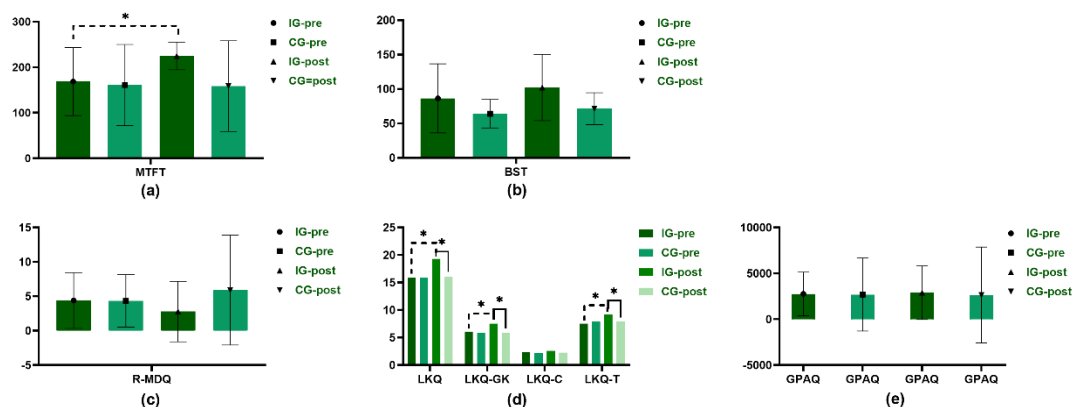 300
200
100
0
*
MTFT
IG-pre
CG-pre
IG-post
CG=post
(a)
200
150
100
50
0
BST
IG-pre
CG-pre
IG-post
CG-post
(b)
15
10
5
0
-5
R-MDQ
IG-pre
CG-pre
IG-post
CG-post
(c)
25
20
15
10
5
0
* *
* *
* *
LKQ LKQ-GK LKQ-C LKQ-T
IG-pre
CG-pre
IG-post
CG-post
(d)
10000
5000
0
-5000
GPAQ GPAQ GPAQ GPAQ
IG-pre
CG-pre
IG-post
CG-post
(e)